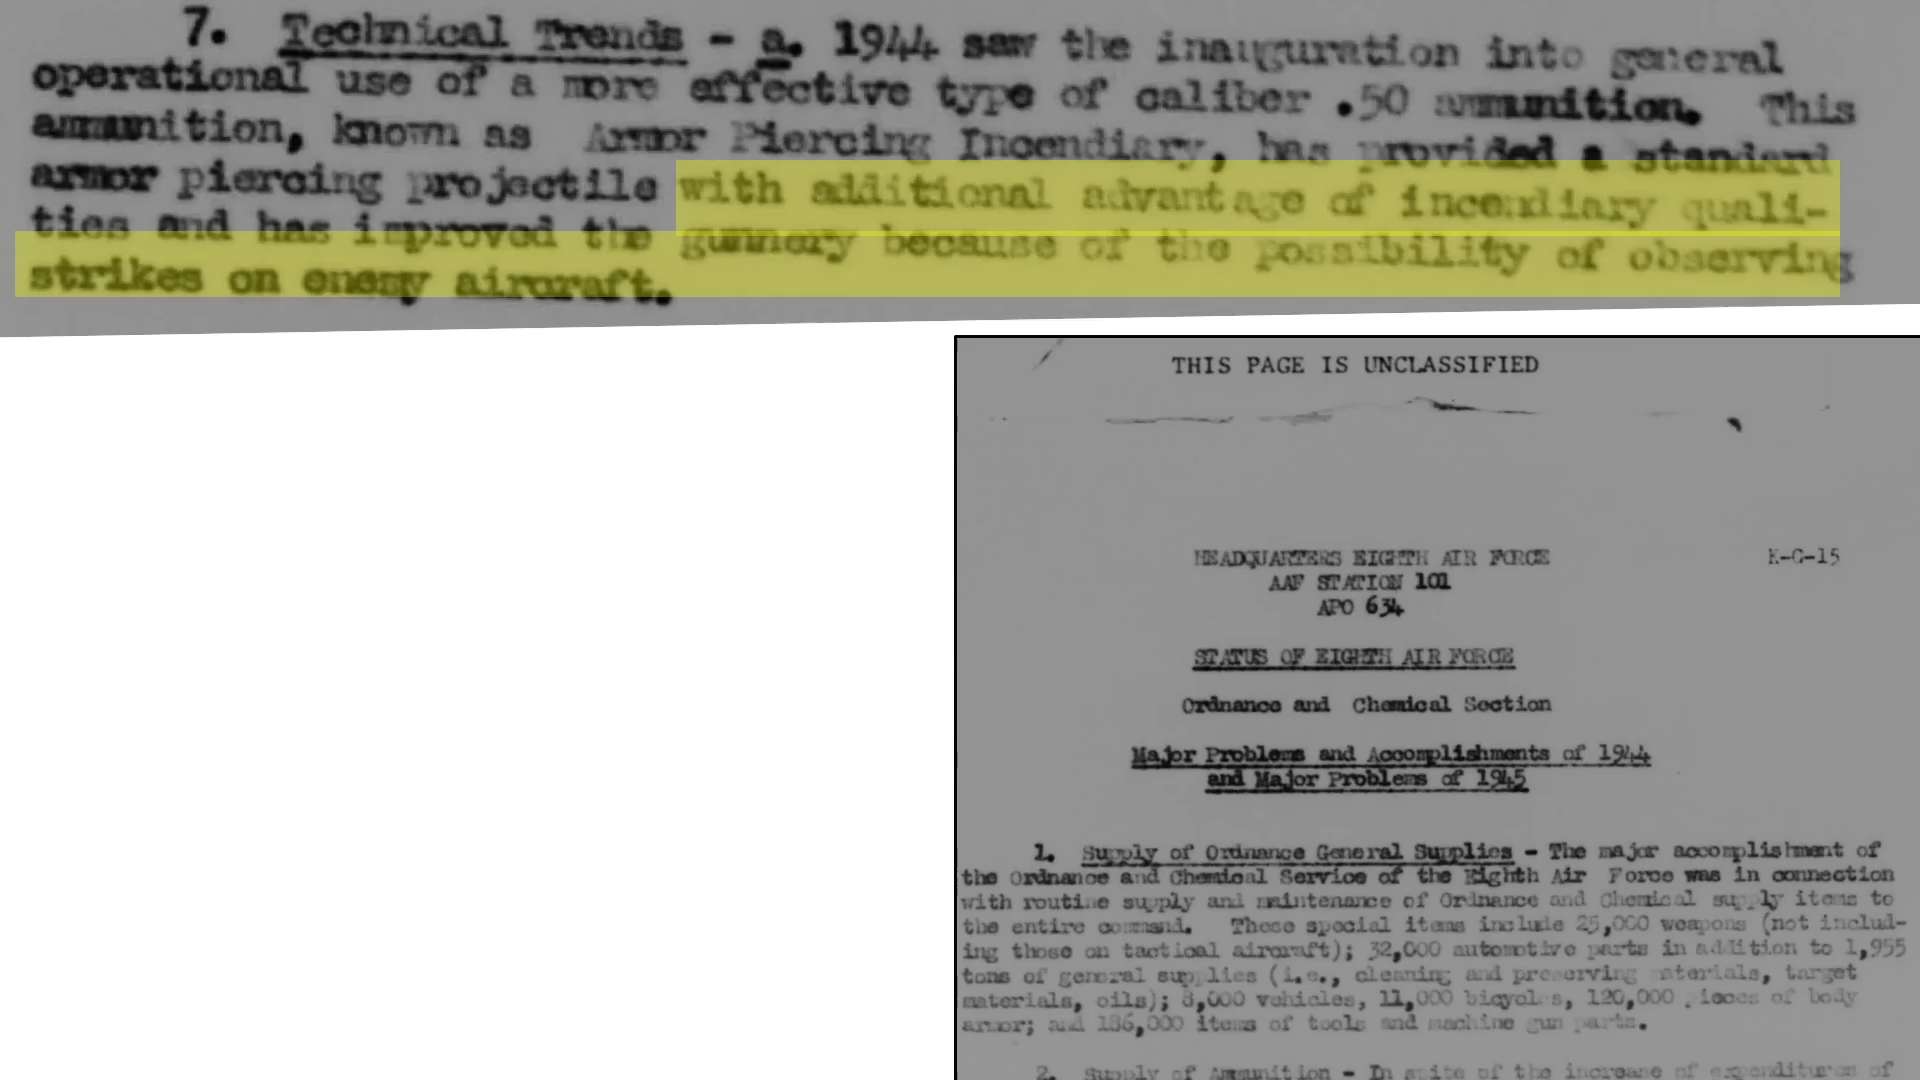 7. Technical Trends - a. 1944 saw the inauguration into general
operational use of a more effective type of caliber .50 ammunition. This
ammunition, known as Armor Piercing Incendiary, has provided a standard
armor piercing projectile with additional advantage of incendiary quali-
ties and has improved the gunnery because of the possibility of observing
strikes on enemy aircraft.
THIS PAGE IS UNCLASSIFIED
HEADQUARTERS EIGHTH AIR FORCE K-C-15
AAF STATION 101
APO 634
STATUS OF EIGHTH AIR FORCE
Ordnance and Chemical Section
Major Problems and Accomplishments of 1944
and Major Problems of 1945
1. Supply of Ordnance General Supplies - The major accomplishment of
the Ordnance and Chemical Service of the Eighth Air Force was in connection
with routine supply and maintenance of Ordnance and Chemical supply items to
the entire command. These special items include 25,000 weapons (not includ-
ing those on tactical aircraft); 32,000 automotive parts in addition to 1,955
tons of general supplies (i.e., cleaning and preserving materials, target
materials, oils); 8,000 vehicles, 11,000 bicycles, 120,000 pieces of body
armor; and 186,000 items of tools and machine gun parts.
2. Supply of Ammunition - In spite of the increase of expenditures of